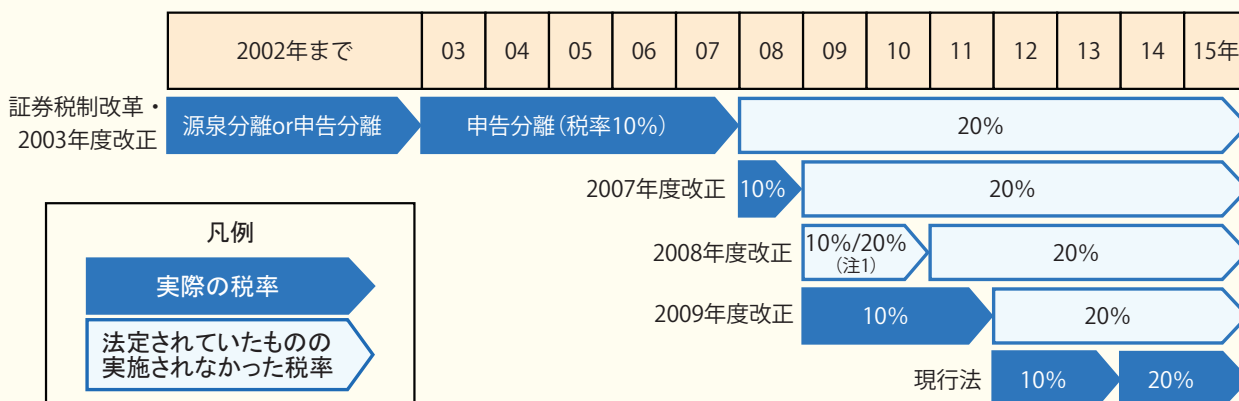 2002年まで 03 04 05 06 07 08 09 10 11 12 13 14 15年
証券税制改革・
2003年度改正
源泉分離or申告分離 申告分離(税率10%) 20%
2007年度改正 10% 20%
2008年度改正 10%/20% 20%
(注1)
2009年度改正 10% 20%
現行法 10% 20%
凡例
実際の税率
法定されていたものの
実施されなかった税率